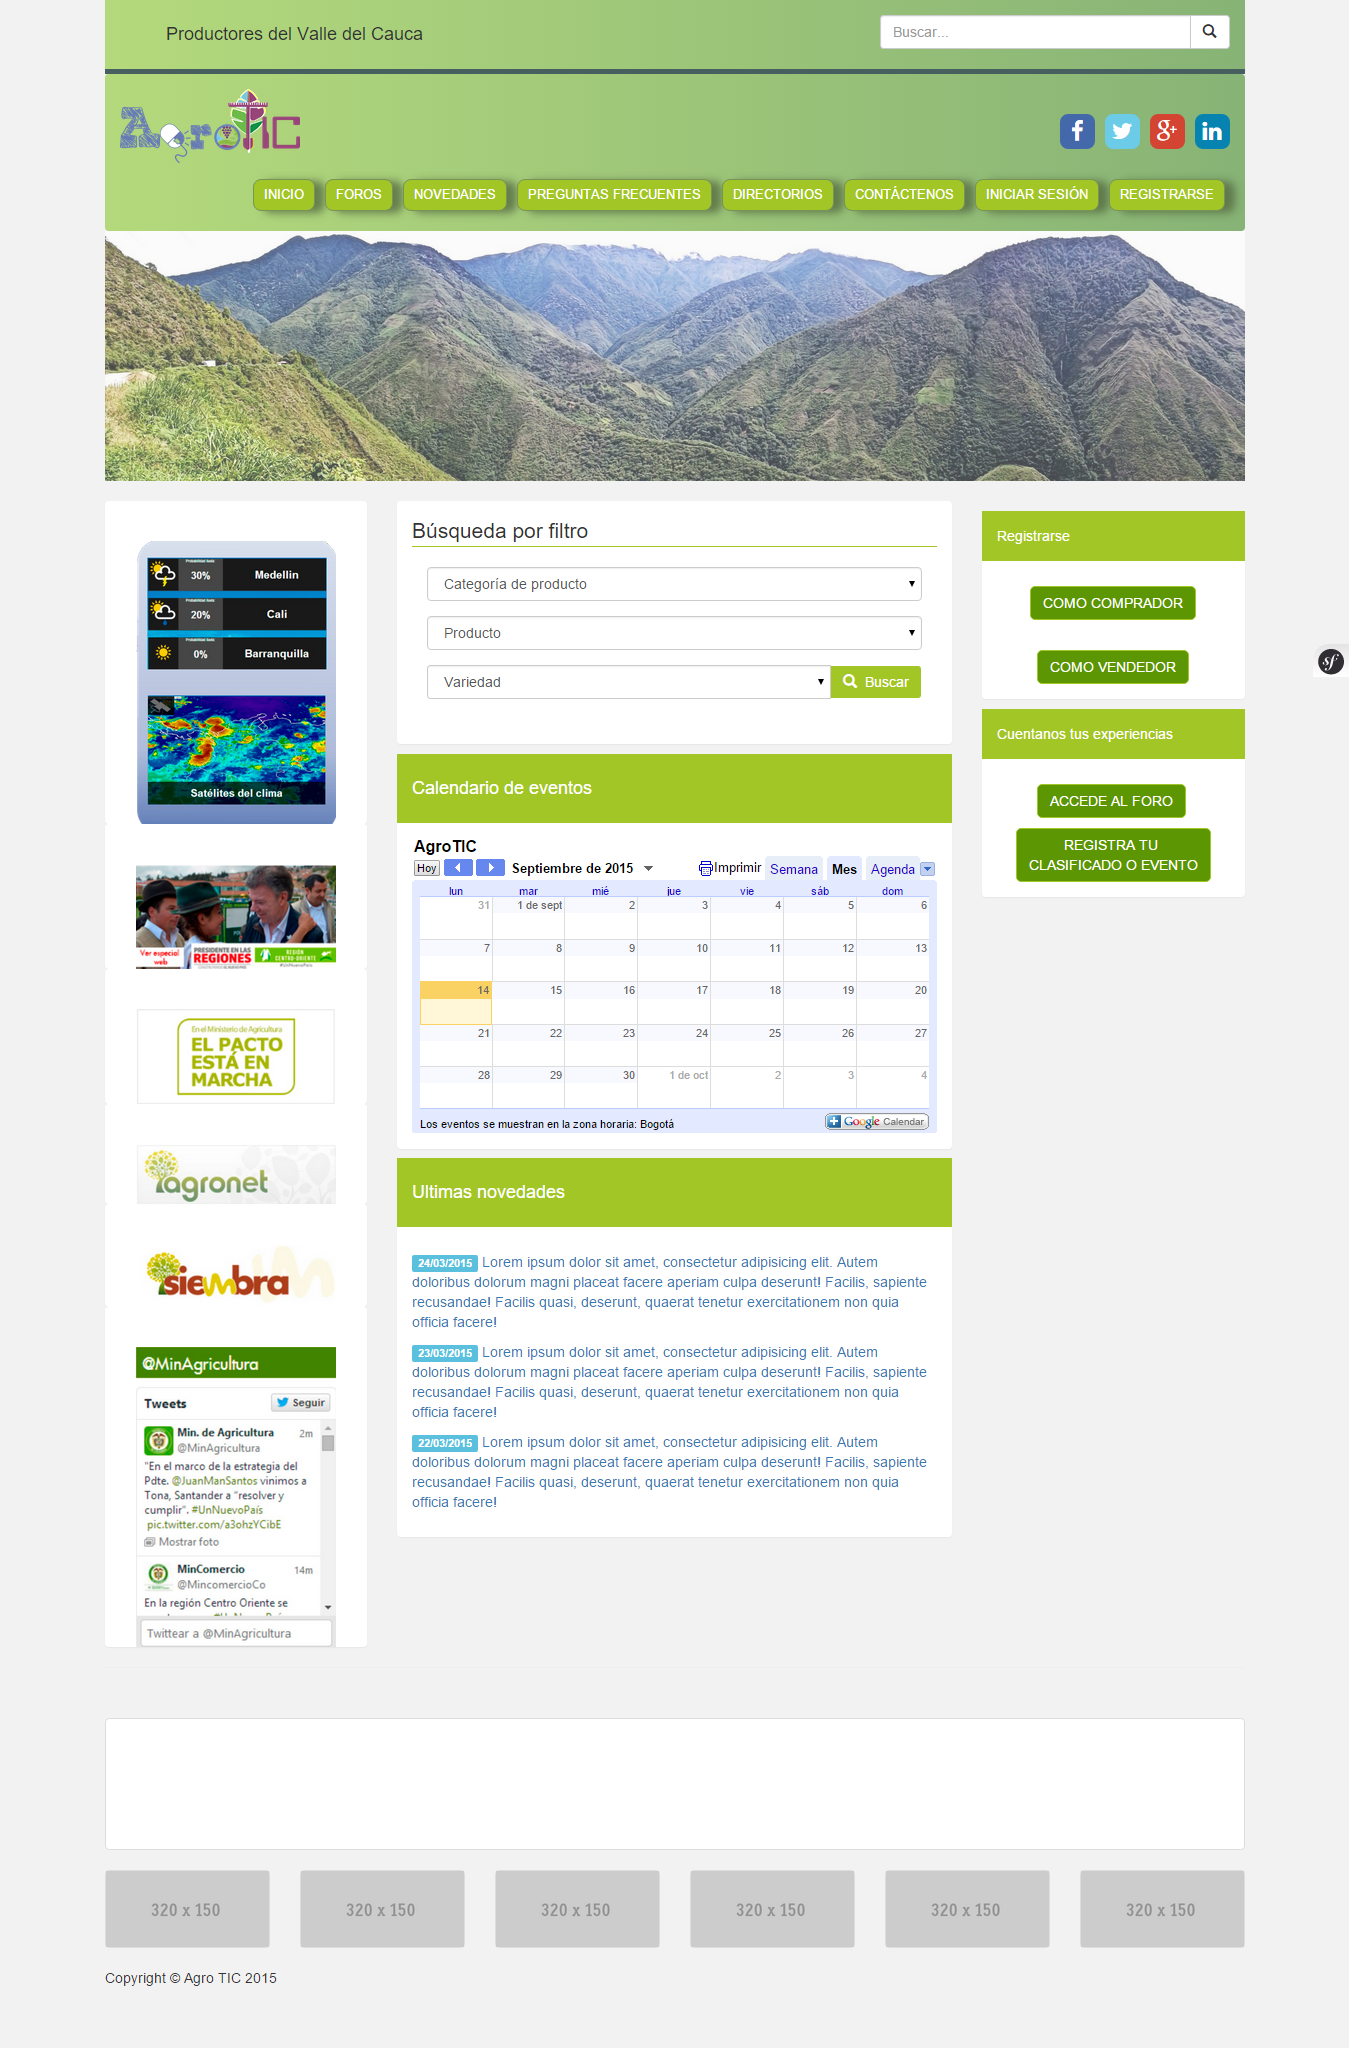 Productores del Valle del Cauca
Buscar...
AgroTIC
INICIO
FOROS
NOVEDADES
PREGUNTAS FRECUENTES
DIRECTORIOS
CONTÁCTENOS
INICIAR SESIÓN
REGISTRARSE
30% Medellin
20% Cali
0% Barranquilla
Satélites del clima
Ver especial
web
PRESIDENTE EN LAS
REGIONES
REGIÓN
CENTRO-ORIENTE
En el Ministerio de Agricultura
EL PACTO
ESTÁ EN
MARCHA
agronet
siembra
@MinAgricultura
Tweets
Seguir
Min. de Agricultura 2m
@MinAgricultura
"En el marco de la estrategia del
Pdte. @JuanManSantos vinimos a
Tona, Santander a "resolver y
cumplir". #UnNuevoPaís
pic.twitter.com/a3ohzYCibE
Mostrar foto
MinComercio 14m
@MincomercioCo
En la región Centro Oriente se
Twittear a @MinAgricultura
Búsqueda por filtro
Categoría de producto
Producto
Variedad
Buscar
Calendario de eventos
AgroTIC
Hoy
Septiembre de 2015
Imprimir
Semana
Mes
Agenda
lun mar mié jue vie sáb dom
31 1 de sept 2 3 4 5 6
7 8 9 10 11 12 13
14 15 16 17 18 19 20
21 22 23 24 25 26 27
28 29 30 1 de oct 2 3 4
Los eventos se muestran en la zona horaria: Bogotá
Google Calendar
Ultimas novedades
24/03/2015 Lorem ipsum dolor sit amet, consectetur adipisicing elit. Autem
doloribus dolorum magni placeat facere aperiam culpa deserunt! Facilis, sapiente
recusandae! Facilis quasi, deserunt, quaerat tenetur exercitationem non quia
officia facere!
23/03/2015 Lorem ipsum dolor sit amet, consectetur adipisicing elit. Autem
doloribus dolorum magni placeat facere aperiam culpa deserunt! Facilis, sapiente
recusandae! Facilis quasi, deserunt, quaerat tenetur exercitationem non quia
officia facere!
22/03/2015 Lorem ipsum dolor sit amet, consectetur adipisicing elit. Autem
doloribus dolorum magni placeat facere aperiam culpa deserunt! Facilis, sapiente
recusandae! Facilis quasi, deserunt, quaerat tenetur exercitationem non quia
officia facere!
Registrarse
COMO COMPRADOR
COMO VENDEDOR
Cuentanos tus experiencias
ACCEDE AL FORO
REGISTRA TU
CLASIFICADO O EVENTO
sf
320 x 150
320 x 150
320 x 150
320 x 150
320 x 150
320 x 150
Copyright © Agro TIC 2015